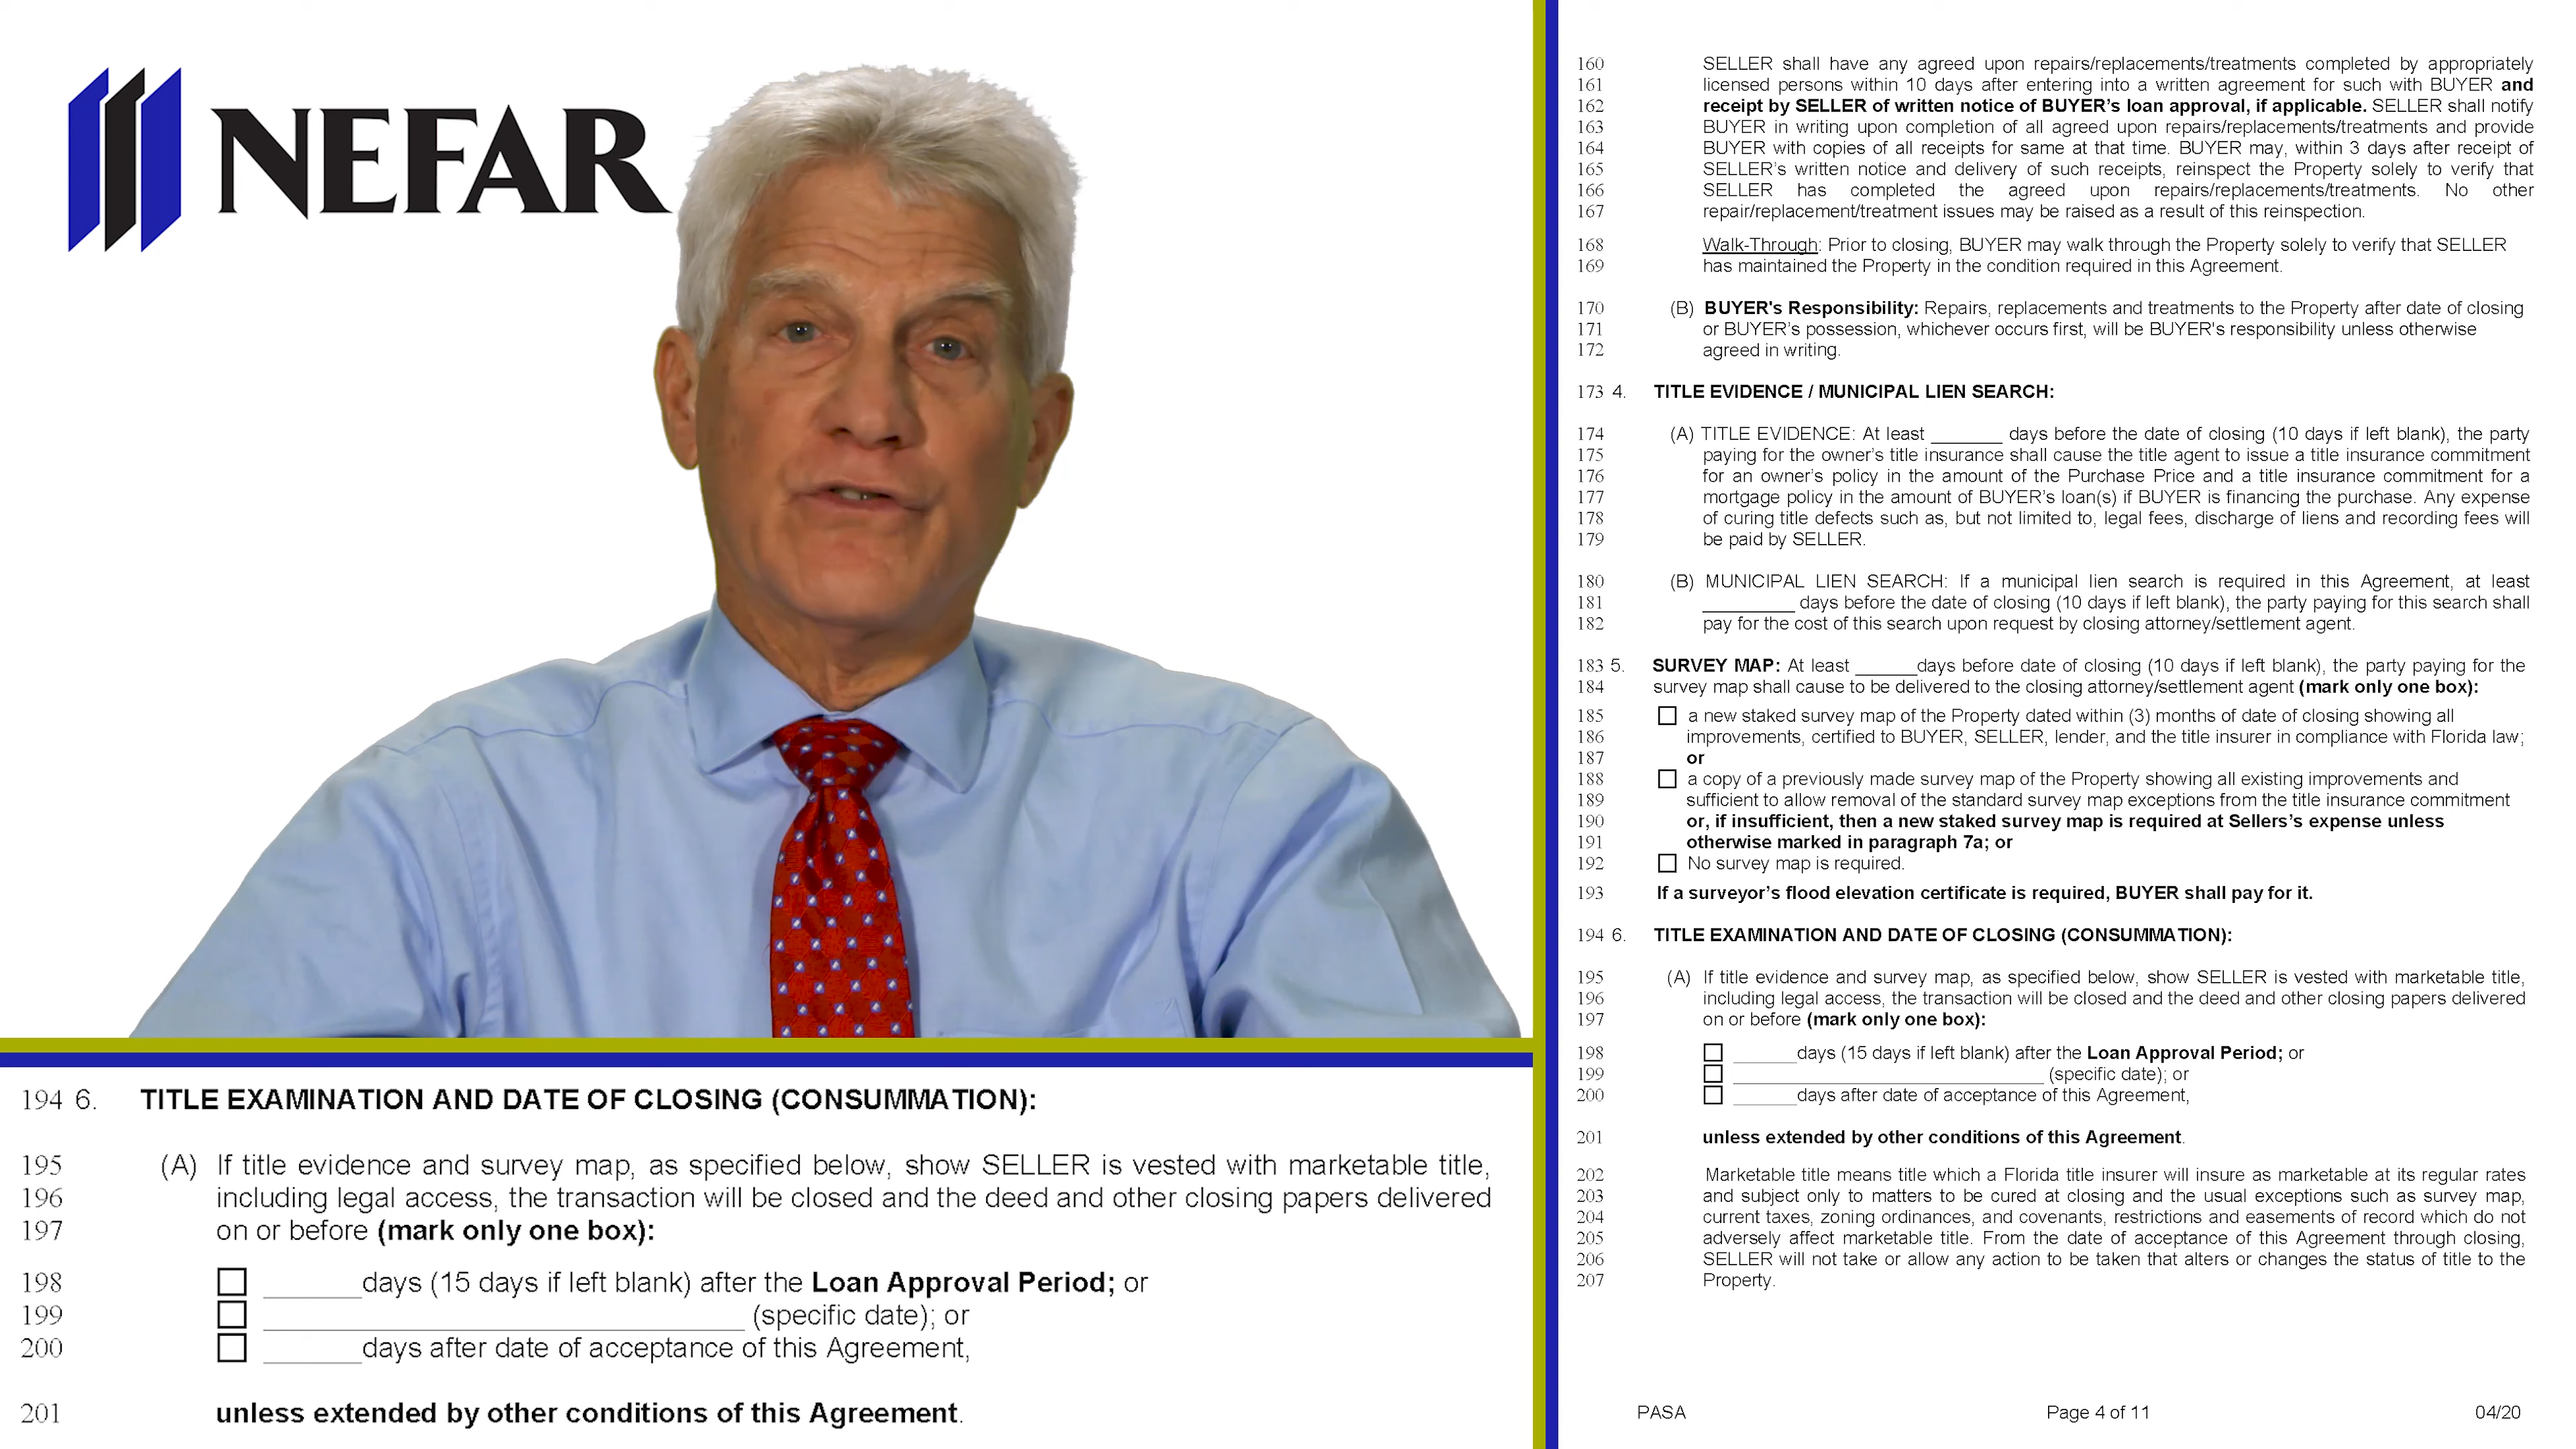 NEFAR
194 6. TITLE EXAMINATION AND DATE OF CLOSING (CONSUMMATION):
195 (A) If title evidence and survey map, as specified below, show SELLER is vested with marketable title,
196 including legal access, the transaction will be closed and the deed and other closing papers delivered
197 on or before (mark only one box):
198 ☐ ______days (15 days if left blank) after the Loan Approval Period; or
199 ☐ ______________________________ (specific date); or
200 ☐ ______days after date of acceptance of this Agreement,
201 unless extended by other conditions of this Agreement.
160 SELLER shall have any agreed upon repairs/replacements/treatments completed by appropriately
161 licensed persons within 10 days after entering into a written agreement for such with BUYER and
162 receipt by SELLER of written notice of BUYER's loan approval, if applicable. SELLER shall notify
163 BUYER in writing upon completion of all agreed upon repairs/replacements/treatments and provide
164 BUYER with copies of all receipts for same at that time. BUYER may, within 3 days after receipt of
165 SELLER's written notice and delivery of such receipts, reinspect the Property solely to verify that
166 SELLER has completed the agreed upon repairs/replacements/treatments. No other
167 repair/replacement/treatment issues may be raised as a result of this reinspection.
168 Walk-Through: Prior to closing, BUYER may walk through the Property solely to verify that SELLER
169 has maintained the Property in the condition required in this Agreement.
170 (B) BUYER's Responsibility: Repairs, replacements and treatments to the Property after date of closing
171 or BUYER's possession, whichever occurs first, will be BUYER's responsibility unless otherwise
172 agreed in writing.
173 4. TITLE EVIDENCE / MUNICIPAL LIEN SEARCH:
174 (A) TITLE EVIDENCE: At least _______ days before the date of closing (10 days if left blank), the party
175 paying for the owner's title insurance shall cause the title agent to issue a title insurance commitment
176 for an owner's policy in the amount of the Purchase Price and a title insurance commitment for a
177 mortgage policy in the amount of BUYER's loan(s) if BUYER is financing the purchase. Any expense
178 of curing title defects such as, but not limited to, legal fees, discharge of liens and recording fees will
179 be paid by SELLER.
180 (B) MUNICIPAL LIEN SEARCH: If a municipal lien search is required in this Agreement, at least
181 _________ days before the date of closing (10 days if left blank), the party paying for this search shall
182 pay for the cost of this search upon request by closing attorney/settlement agent.
183 5. SURVEY MAP: At least ______days before date of closing (10 days if left blank), the party paying for the
184 survey map shall cause to be delivered to the closing attorney/settlement agent (mark only one box):
185 ☐ a new staked survey map of the Property dated within (3) months of date of closing showing all
186 improvements, certified to BUYER, SELLER, lender, and the title insurer in compliance with Florida law;
187 or
188 ☐ a copy of a previously made survey map of the Property showing all existing improvements and
189 sufficient to allow removal of the standard survey map exceptions from the title insurance commitment
190 or, if insufficient, then a new staked survey map is required at Sellers's expense unless
191 otherwise marked in paragraph 7a; or
192 ☐ No survey map is required.
193 If a surveyor's flood elevation certificate is required, BUYER shall pay for it.
194 6. TITLE EXAMINATION AND DATE OF CLOSING (CONSUMMATION):
195 (A) If title evidence and survey map, as specified below, show SELLER is vested with marketable title,
196 including legal access, the transaction will be closed and the deed and other closing papers delivered
197 on or before (mark only one box):
198 ☐ ______days (15 days if left blank) after the Loan Approval Period; or
199 ☐ ______________________________ (specific date); or
200 ☐ ______days after date of acceptance of this Agreement,
201 unless extended by other conditions of this Agreement.
202 Marketable title means title which a Florida title insurer will insure as marketable at its regular rates
203 and subject only to matters to be cured at closing and the usual exceptions such as survey map,
204 current taxes, zoning ordinances, and covenants, restrictions and easements of record which do not
205 adversely affect marketable title. From the date of acceptance of this Agreement through closing,
206 SELLER will not take or allow any action to be taken that alters or changes the status of title to the
207 Property.
PASA Page 4 of 11 04/20